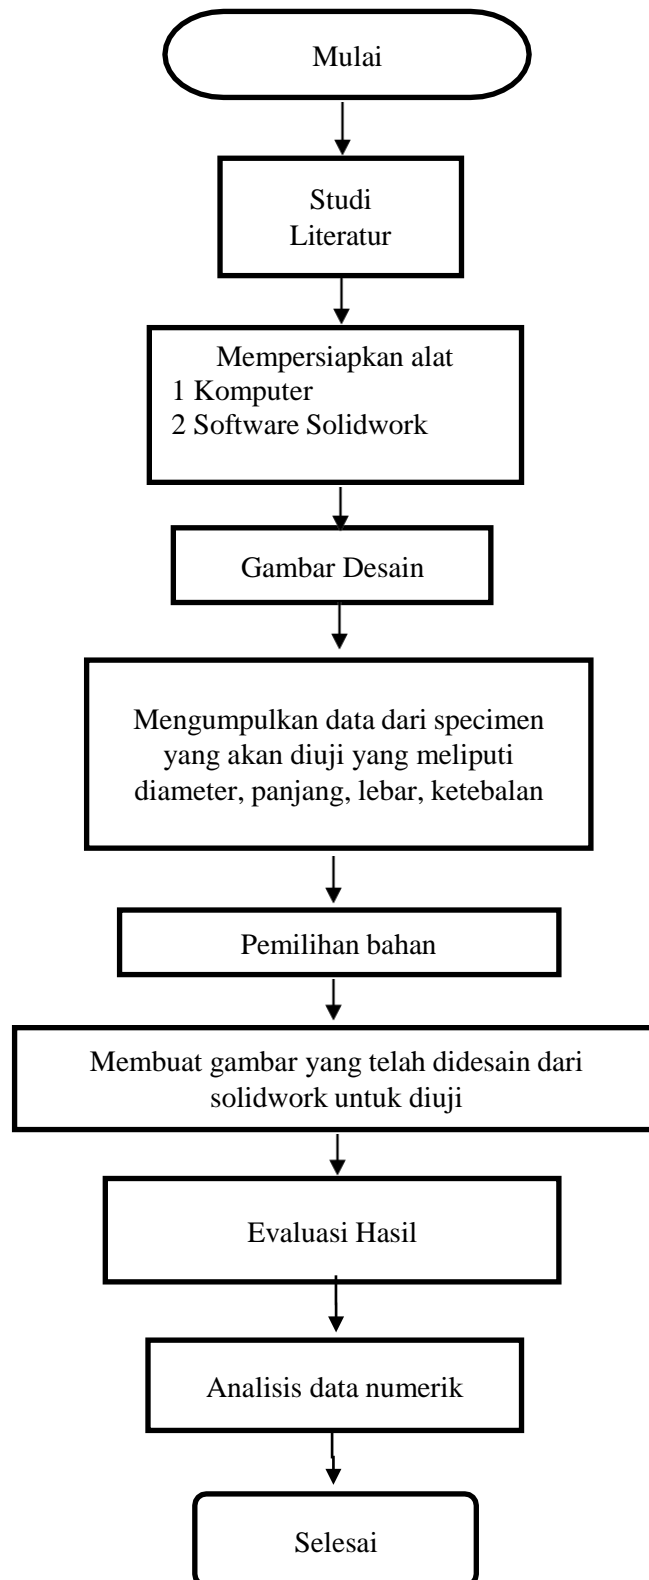 Mulai
Studi
Literatur
Mempersiapkan alat
1 Komputer
2 Software Solidwork
Gambar Desain
Mengumpulkan data dari specimen
yang akan diuji yang meliputi
diameter, panjang, lebar, ketebalan
Pemilihan bahan
Membuat gambar yang telah didesain dari
solidwork untuk diuji
Evaluasi Hasil
Analisis data numerik
Selesai